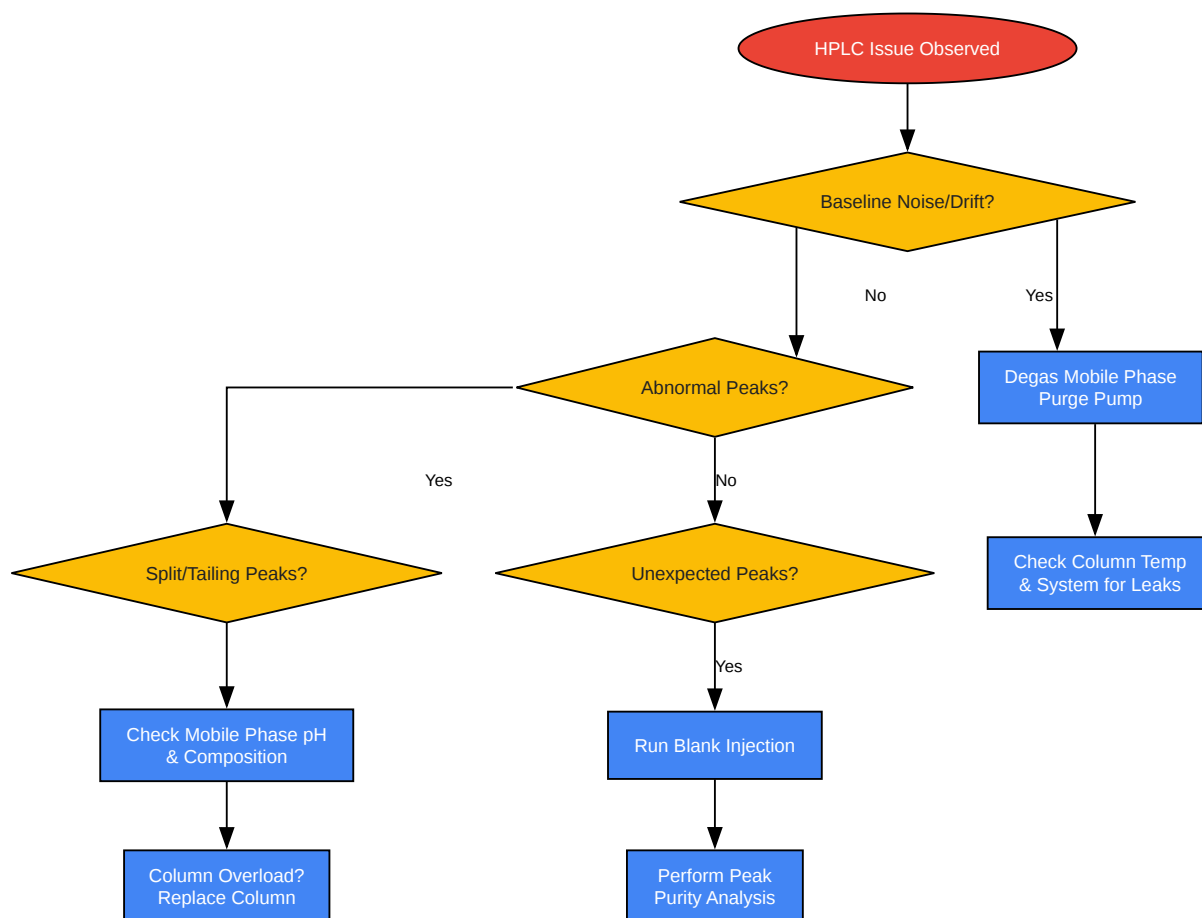 HPLC Issue Observed
Baseline Noise/Drift?
No
Yes
Abnormal Peaks?
Degas Mobile Phase
Purge Pump
Yes
No
Split/Tailing Peaks?
Unexpected Peaks?
Check Column Temp
& System for Leaks
Yes
Check Mobile Phase pH
& Composition
Run Blank Injection
Column Overload?
Replace Column
Perform Peak
Purity Analysis